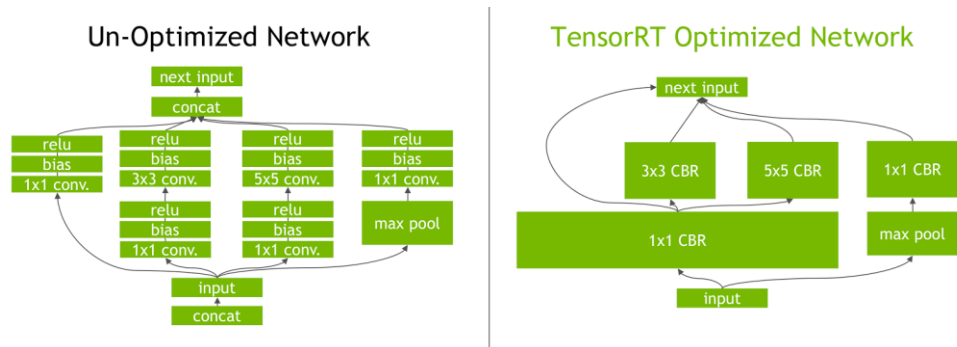 Un-Optimized Network
next input
concat
relu
bias
1x1 conv.
relu
bias
3x3 conv.
relu
bias
1x1 conv.
relu
bias
5x5 conv.
relu
bias
1x1 conv.
relu
bias
1x1 conv.
max pool
input
concat
TensorRT Optimized Network
next input
3x3 CBR
5x5 CBR
1x1 CBR
1x1 CBR
max pool
input